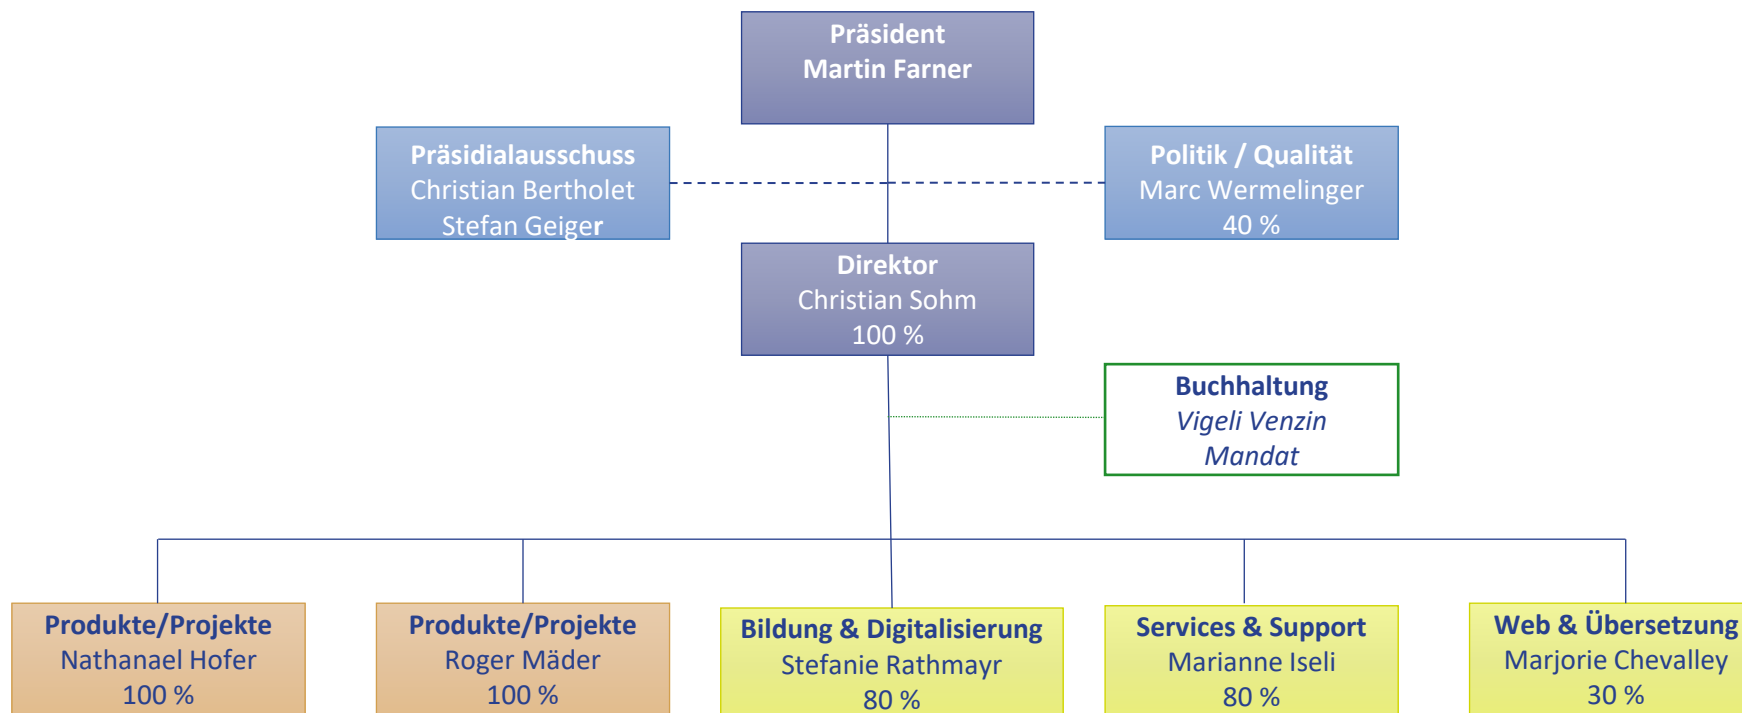 Präsident
Martin Farner
Präsidialausschuss
Christian Bertholet
Stefan Geiger
Politik / Qualität
Marc Wermelinger
40 %
Direktor
Christian Sohm
100 %
Buchhaltung
Vigeli Venzin
Mandat
Produkte/Projekte
Nathanael Hofer
100 %
Produkte/Projekte
Roger Mäder
100 %
Bildung & Digitalisierung
Stefanie Rathmayr
80 %
Services & Support
Marianne Iseli
80 %
Web & Übersetzung
Marjorie Chevalley
30 %